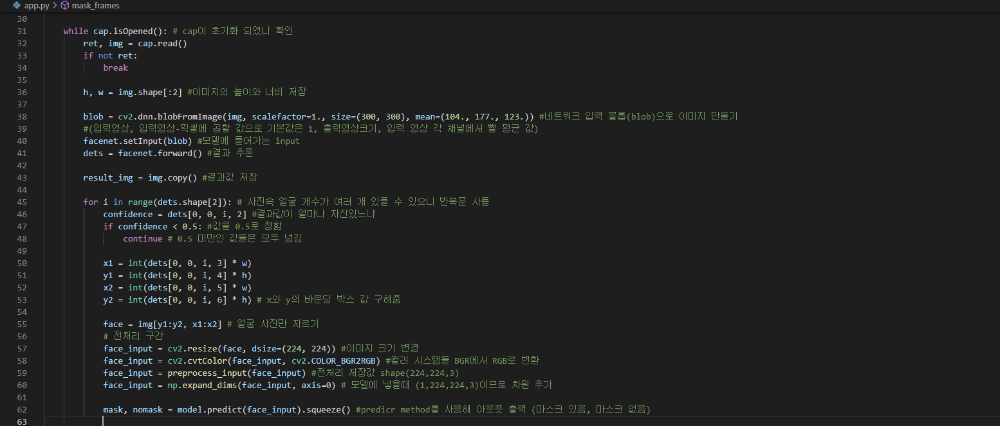 app.py > mask_frames
30
31 while cap.isOpened(): # cap이 초기화 되었나 확인
32 ret, img = cap.read()
33 if not ret:
34 break
35
36 h, w = img.shape[:2] #이미지의 높이와 너비 저장
37
38 blob = cv2.dnn.blobFromImage(img, scalefactor=1., size=(300, 300), mean=(104., 177., 123.)) #네트워크 입력 블롭(blob)으로 이미지 만들기
39 #(입력영상, 입력영상-픽셀에 곱할 값으로 기본값은 1, 출력영상크기, 입력 영상 각 채널에서 뺄 평균 값)
40 facenet.setInput(blob) #모델에 들어가는 input
41 dets = facenet.forward() #결과 추론
42
43 result_img = img.copy() #결과값 저장
44
45 for i in range(dets.shape[2]): # 사진속 얼굴 개수가 여러 개 있을 수 있으니 반복문 사용
46 confidence = dets[0, 0, i, 2] #결과값이 얼마나 자신있느냐
47 if confidence < 0.5: #값을 0.5로 정함
48 continue # 0.5 미만인 값들은 모두 넘김
49
50 x1 = int(dets[0, 0, i, 3] * w)
51 y1 = int(dets[0, 0, i, 4] * h)
52 x2 = int(dets[0, 0, i, 5] * w)
53 y2 = int(dets[0, 0, i, 6] * h) # x와 y의 바운딩 박스 값 구해줌
54
55 face = img[y1:y2, x1:x2] # 얼굴 사진만 자르기
56 # 전처리 구간
57 face_input = cv2.resize(face, dsize=(224, 224)) #이미지 크기 변경
58 face_input = cv2.cvtColor(face_input, cv2.COLOR_BGR2RGB) #컬러 시스템을 BGR에서 RGB로 변환
59 face_input = preprocess_input(face_input) #전처리 저장값 shape(224,224,3)
60 face_input = np.expand_dims(face_input, axis=0) # 모델에 넣을때 (1,224,224,3)이므로 차원 추가
61
62 mask, nomask = model.predict(face_input).squeeze() #predicr method를 사용해 아웃풋 출력 (마스크 있음, 마스크 없음)
63